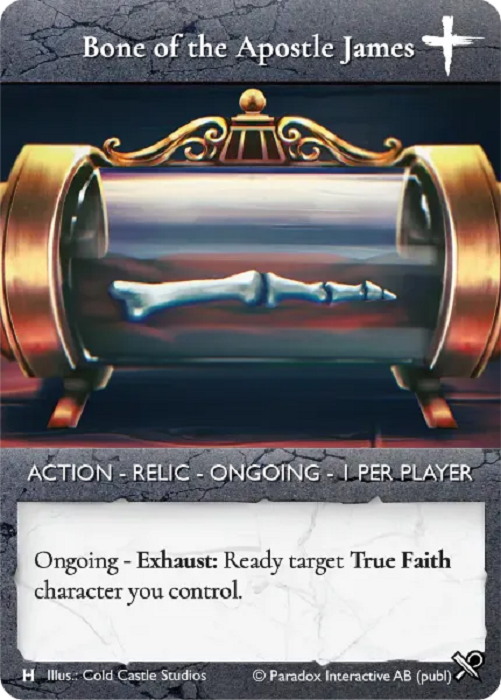 Bone of the Apostle James
ACTION - RELIC - ONGOING - 1 PER PLAYER
Ongoing - Exhaust: Ready target True Faith
character you control.
H Illus.: Cold Castle Studios © Paradox Interactive AB (publ)